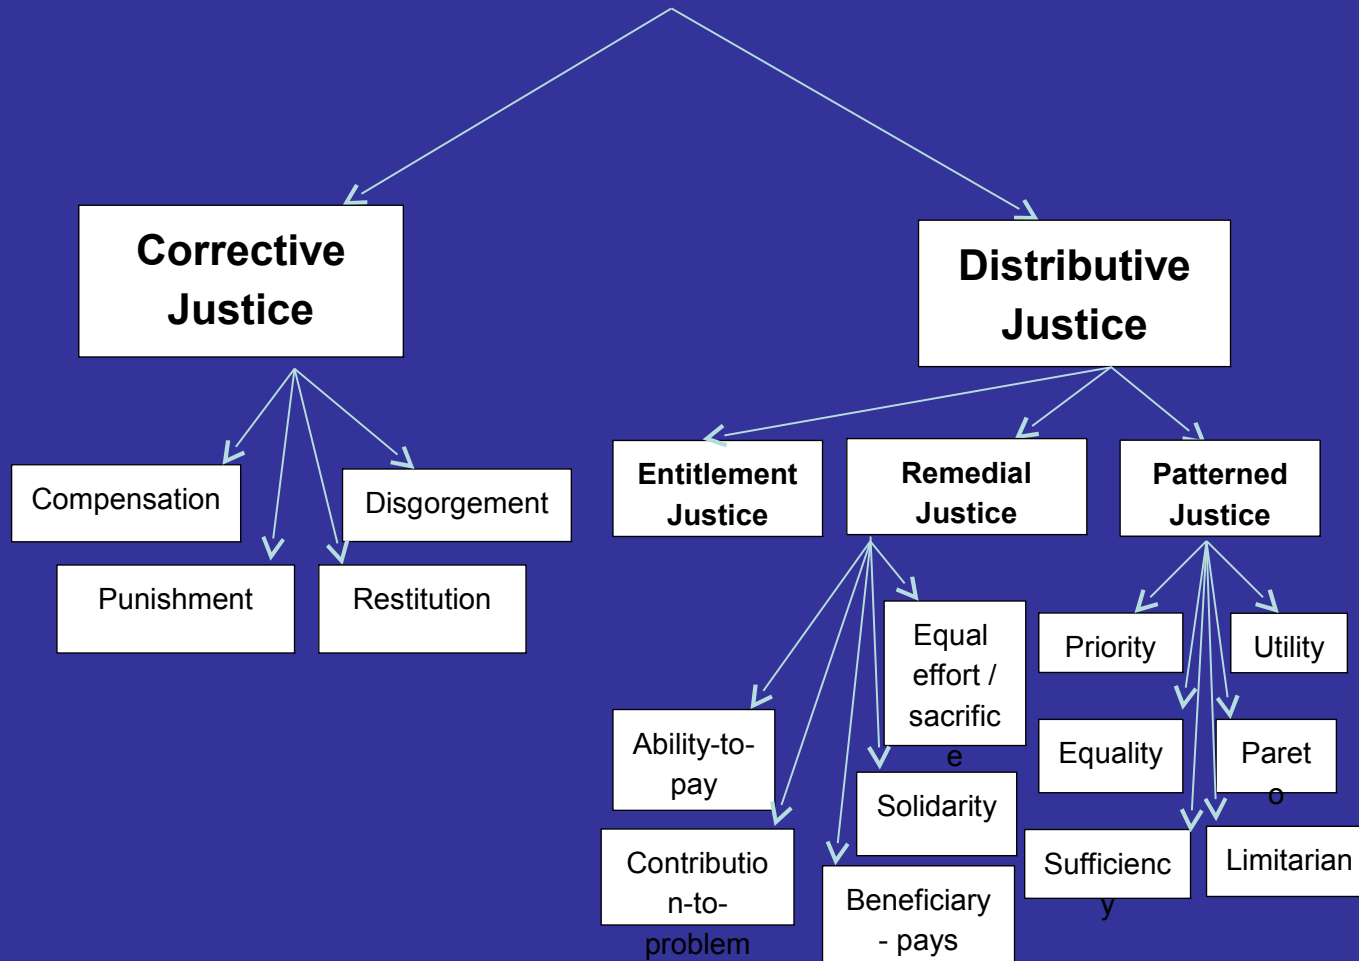 Corrective
Justice
Distributive
Justice
Compensation
Disgorgement
Punishment
Restitution
Entitlement
Justice
Remedial
Justice
Patterned
Justice
Ability-to-
pay
Contributio
n-to-
problem
Equal
effort /
sacrific
e
Solidarity
Beneficiary
- pays
Priority
Utility
Equality
Paret
o
Sufficienc
y
Limitarian